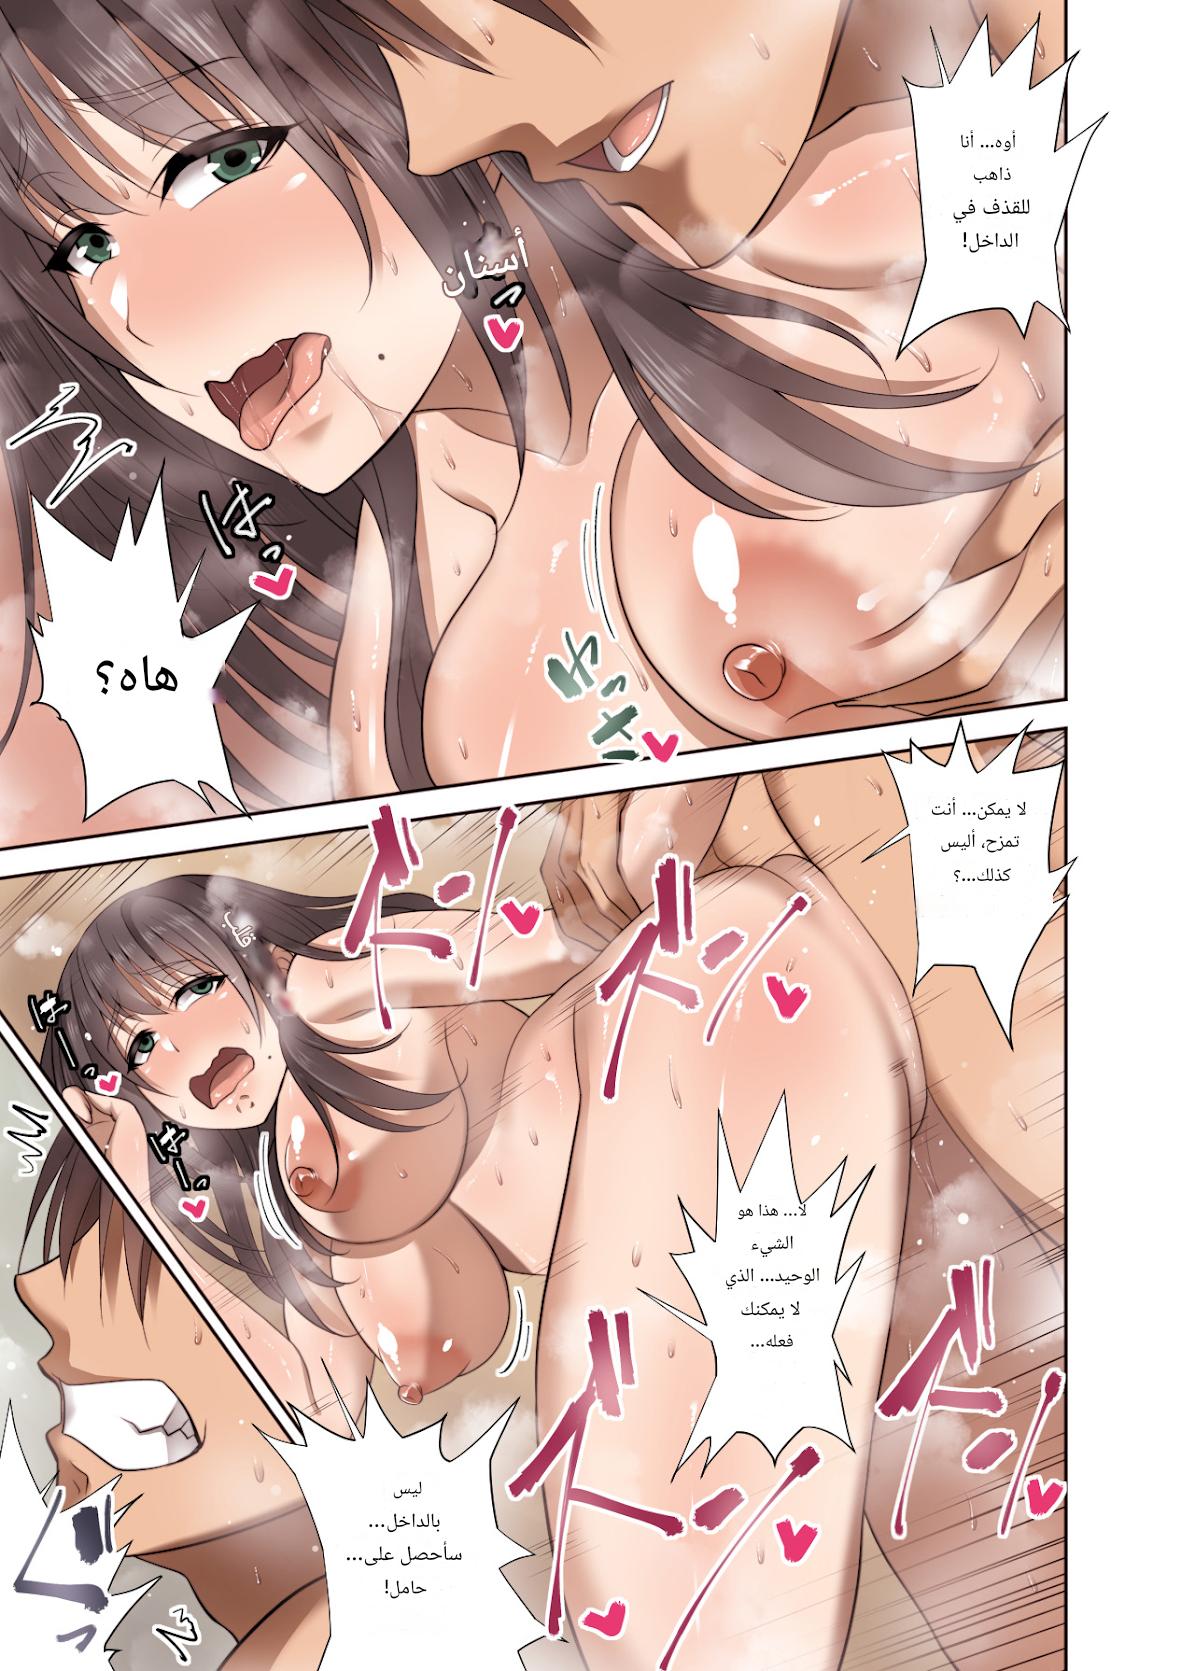 أوه... أنا
ذاهب
للقذف في
الداخل!
أسنان
هاه؟
لا يمكن... أنت
تمزح، أليس
كذلك...؟
قلب
لا... هذا هو
الشيء
الوحيد... الذي
لا يمكنك
فعله...
ليس
بالداخل...
سأحصل على...
حامل!